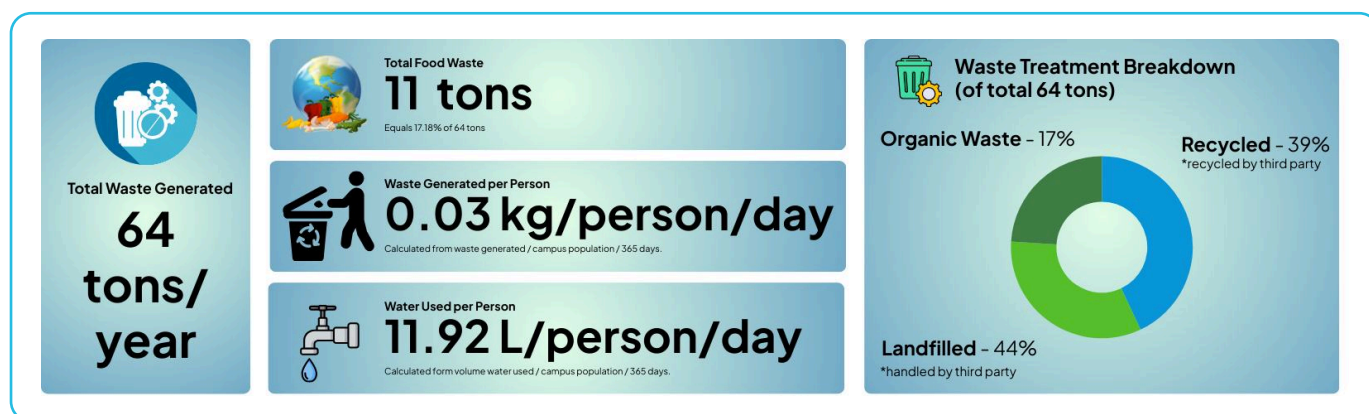 Total Waste Generated
64
tons/
year
Total Food Waste
11 tons
Equals 17.18% of 64 tons
Waste Generated per Person
0.03 kg/person/day
Calculated from waste generated / campus population / 365 days.
Water Used per Person
11.92 L/person/day
Calculated form volume water used / campus population / 365 days.
Waste Treatment Breakdown
(of total 64 tons)
Organic Waste - 17%
Recycled - 39%
*recycled by third party
Landfilled - 44%
*handled by third party